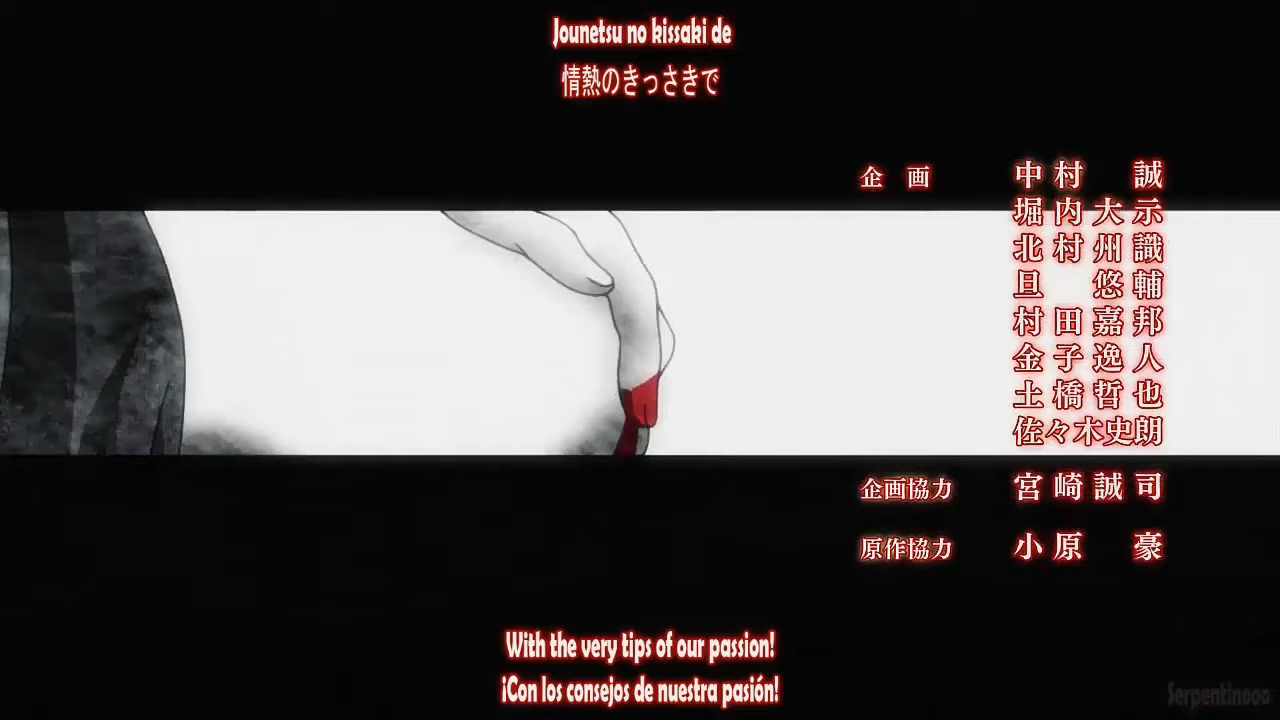 Jounetsu no kissaki de
情熱のきっさきで
企画 中村 誠
堀内大示
北村州識
旦 悠輔
村田嘉邦
金子逸人
土橋哲也
佐々木史朗
企画協力 宮崎誠司
原作協力 小原 豪
With the very tips of our passion!
¡Con los consejos de nuestra pasión!
Serpentinooo